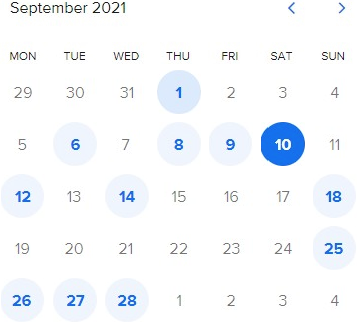 September 2021
MON TUE WED THU FRI SAT SUN
29 30 31 1 2 3 4
5 6 7 8 9 10 11
12 13 14 15 16 17 18
19 20 21 22 23 24 25
26 27 28 1 2 3 4